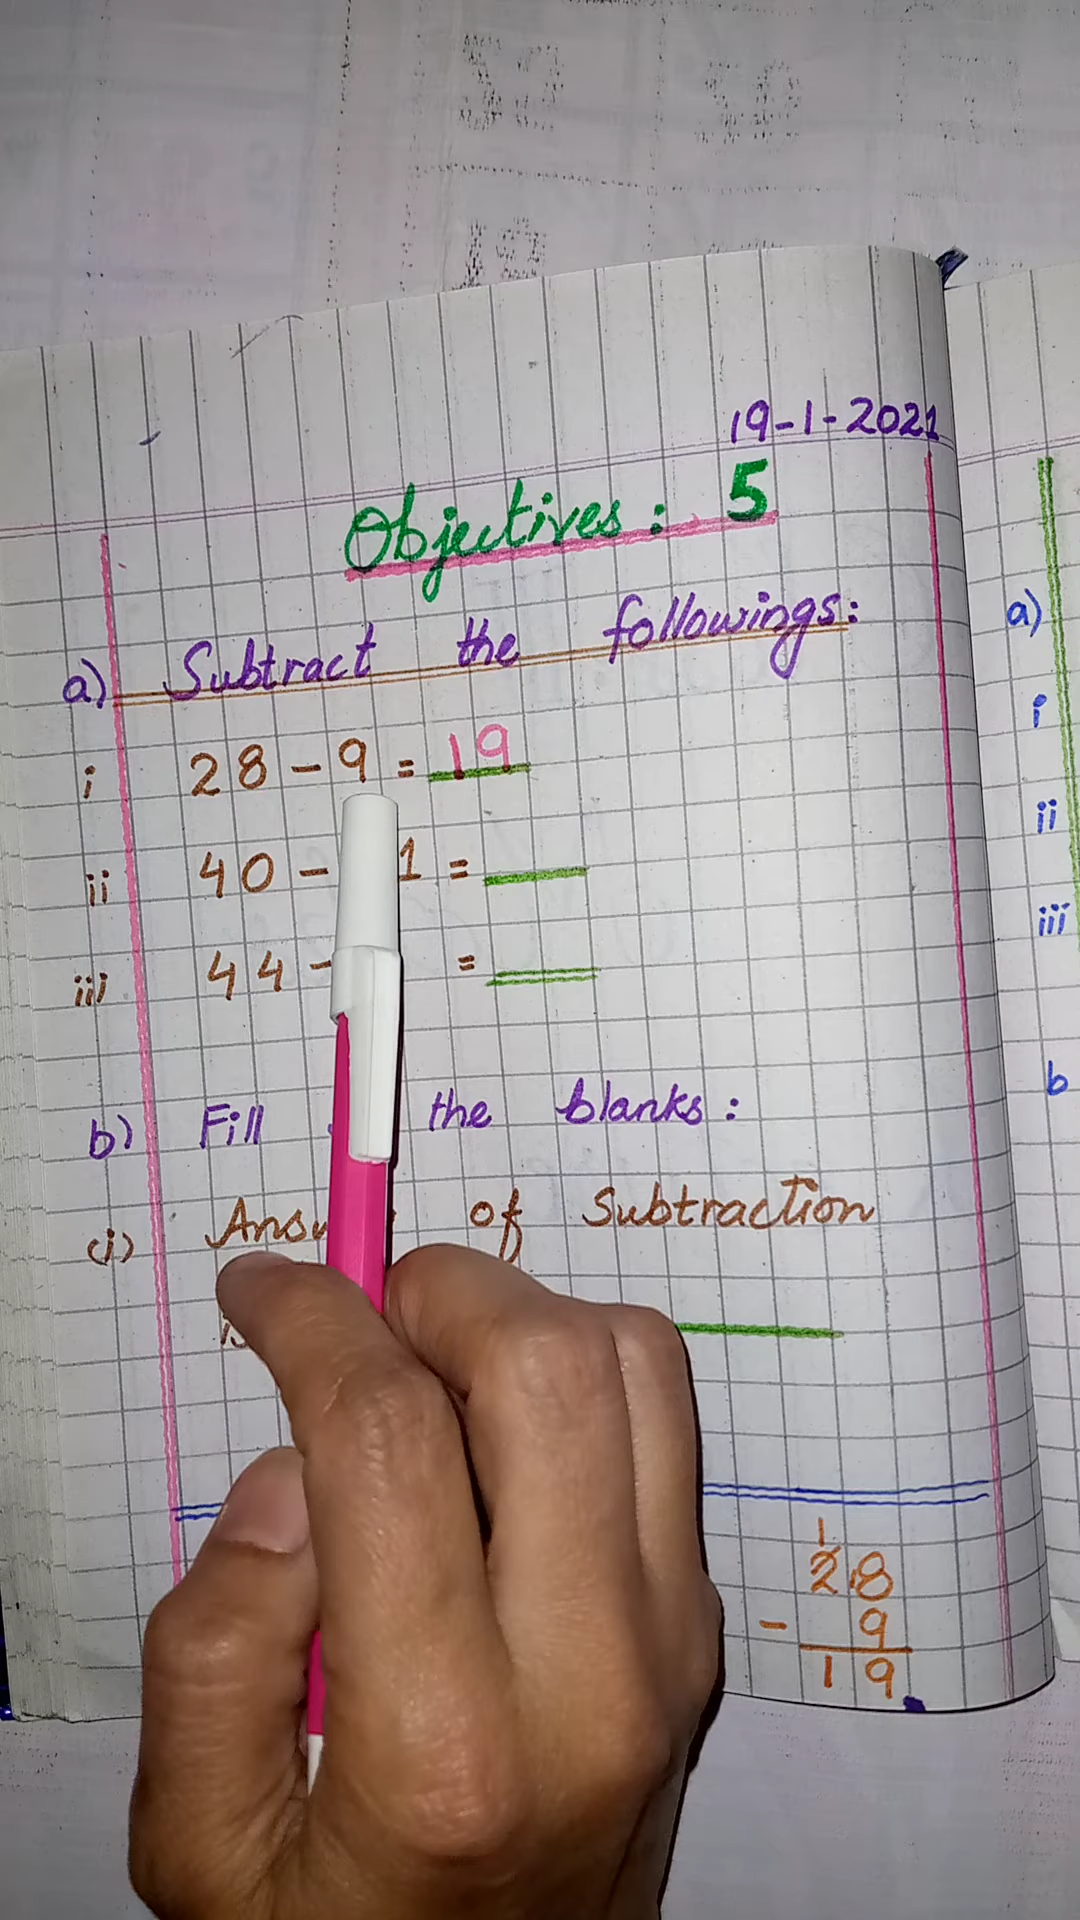 19-1-2021
Objectives: 5
a) Subtract the followings:
i 28 - 9 = 19
ii 40 - 1 =
iii 44 - =
b) Fill the blanks:
(i) of Subtraction
1
28
- 9
19
a)
i
ii
iii
b